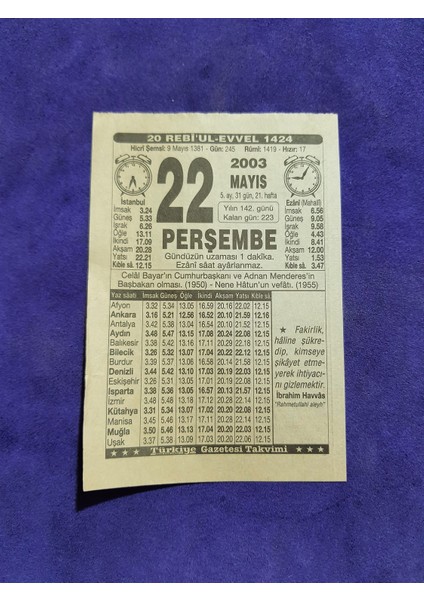 20 REBİ'UL-EVVEL 1424
Hicrî Şemsî: 9 Mayıs 1381 - Gün: 245 Rûmî: 1419 - Hızır: 17
İstanbul
İmsak 3.24
Güneş 5.33
İşrak 6.26
Öğle 13.11
İkindi 17.09
Akşam 20.28
Yatsı 22.21
Kıble sâ. 12.15
22
2003
MAYIS
5. ay, 31 gün, 21. hafta
Yılın 142. günü
Kalan gün: 223
Ezânî (Mahallî)
İmsak 6.56
Güneş 9.05
İşrak 9.58
Öğle 4.43
İkindi 8.41
Akşam 12.00
Yatsı 1.53
Kıble sâ. 3.47
PERŞEMBE
Gündüzün uzaması 1 dakîka.
Ezânî sâat ayarlanmaz.
Celâl Bayar'ın Cumhurbaşkanı ve Adnan Menderes'in
Başbakan olması. (1950) - Nene Hâtun'un vefâtı. (1955)
Yaz sâati İmsak Güneş Öğle İkindi Akşam Yatsı Kıble sâ.
Afyon 3.32 5.34 13.05 16.59 20.16 22.02 12.15
Ankara 3.16 5.21 12.56 16.52 20.10 21.59 12.16
Antalya 3.42 5.38 13.04 16.54 20.10 21.50 12.15
Aydın 3.48 5.47 13.15 17.08 20.23 22.06 12.15
Balıkesir 3.38 5.42 13.16 17.12 20.30 22.18 12.15
Bilecik 3.26 5.32 13.07 17.04 20.22 22.12 12.15
Burdur 3.39 5.37 13.05 16.57 20.13 21.56 12.15
Denizli 3.44 5.42 13.10 17.03 20.19 22.03 12.15
Eskişehir 3.26 5.31 13.05 17.01 20.19 22.08 12.15
Isparta 3.38 5.36 13.05 16.57 20.13 21.57 12.15
İzmir 3.48 5.48 13.18 17.12 20.28 22.13 12.15
Kütahya 3.31 5.34 13.07 17.02 20.20 22.08 12.15
Manisa 3.45 5.46 13.17 17.11 20.28 22.13 12.15
Muğla 3.50 5.46 13.13 17.04 20.20 22.03 12.15
Uşak 3.37 5.38 13.09 17.03 20.20 22.06 12.15
★ Fakirlik,
hâline şükre-
dip, kimseye
şikâyet etme-
yerek ihtiyacı-
nı gizlemektir.
İbrahim Havvâs
"Rahmetullahi aleyh"
★ ★ ★ Türkiye Gazetesi Takvimi ★ ★ ★